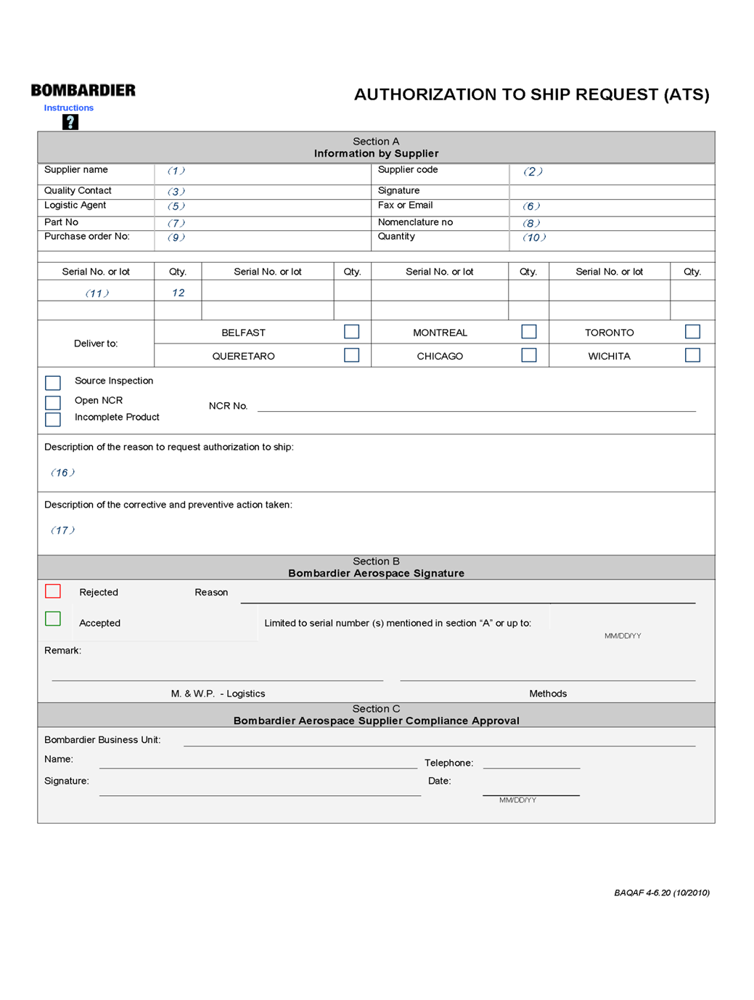 BOMBARDIER
AUTHORIZATION TO SHIP REQUEST (ATS)
Instructions
?
Section A
Information by Supplier
Supplier name (1) Supplier code (2)
Quality Contact (3) Signature
Logistic Agent (5) Fax or Email (6)
Part No (7) Nomenclature no (8)
Purchase order No: (9) Quantity (10)
Serial No. or lot Qty. Serial No. or lot Qty. Serial No. or lot Qty. Serial No. or lot Qty.
(11) 12
Deliver to:
BELFAST MONTREAL TORONTO
QUERETARO CHICAGO WICHITA
Source Inspection
Open NCR
NCR No.
Incomplete Product
Description of the reason to request authorization to ship:
(16)
Description of the corrective and preventive action taken:
(17)
Section B
Bombardier Aerospace Signature
Rejected Reason
Accepted Limited to serial number (s) mentioned in section “A” or up to:
MM/DD/YY
Remark:
M. & W.P. - Logistics Methods
Section C
Bombardier Aerospace Supplier Compliance Approval
Bombardier Business Unit:
Name: Telephone:
Signature: Date:
MM/DD/YY
BAQAF 4-6.20 (10/2010)